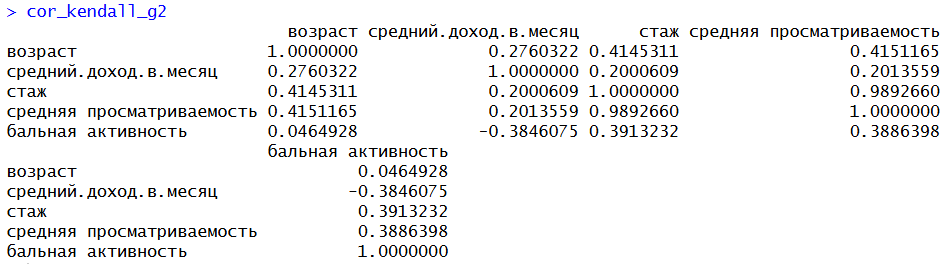 > cor_kendall_g2
возраст средний.доход.в.месяц стаж средняя просматриваемость
возраст 1.0000000 0.2760322 0.4145311 0.4151165
средний.доход.в.месяц 0.2760322 1.0000000 0.2000609 0.2013559
стаж 0.4145311 0.2000609 1.0000000 0.9892660
средняя просматриваемость 0.4151165 0.2013559 0.9892660 1.0000000
бальная активность 0.0464928 -0.3846075 0.3913232 0.3886398
бальная активность
возраст 0.0464928
средний.доход.в.месяц -0.3846075
стаж 0.3913232
средняя просматриваемость 0.3886398
бальная активность 1.0000000